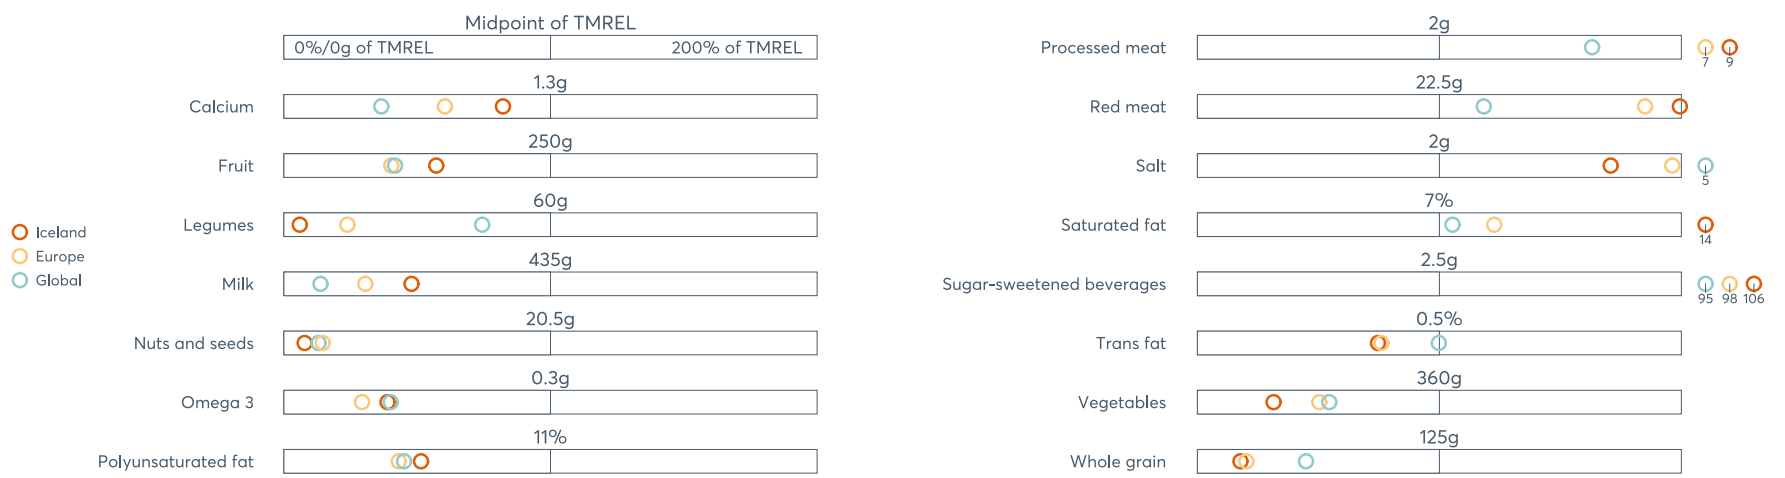 Midpoint of TMREL
0%/0g of TMREL 200% of TMREL
1.3g
Calcium
250g
Fruit
60g
Legumes
435g
Milk
20.5g
Nuts and seeds
0.3g
Omega 3
11%
Polyunsaturated fat
Iceland
Europe
Global
2g
Processed meat
7 9
22.5g
Red meat
2g
Salt
5
7%
Saturated fat
14
2.5g
Sugar-sweetened beverages
95 98 106
0.5%
Trans fat
360g
Vegetables
125g
Whole grain